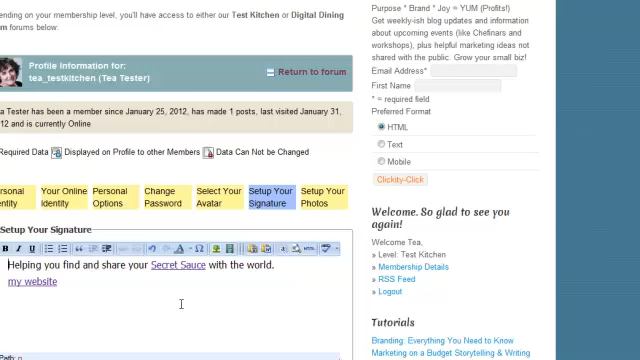 ending on your membership level, you'll have access to either our Test Kitchen or Digital Dining
m forums below:
Profile Information for:
tea_testkitchen (Tea Tester)
Return to forum
a Tester has been a member since January 25, 2012, has made 1 posts, last visited January 31,
12 and is currently Online
Required Data Displayed on Profile to other Members Data Can Not be Changed
ersonal
entity
Your Online
Identity
Personal
Options
Change
Password
Select Your
Avatar
Setup Your
Signature
Setup Your
Photos
Setup Your Signature
B I U
Helping you find and share your Secret Sauce with the world.
my website
Path: p
Purpose * Brand * Joy = YUM (Profits!)
Get weekly-ish blog updates and information
about upcoming events (like Chefinars and
workshops), plus helpful marketing ideas not
shared with the public. Grow your small biz!
Email Address*
First Name
* = required field
Preferred Format
HTML
Text
Mobile
Clickity-Click
Welcome. So glad to see you
again!
Welcome Tea,
» Level: Test Kitchen
» Membership Details
» RSS Feed
» Logout
Tutorials
Branding: Everything You Need to Know
Marketing on a Budget Storytelling & Writing